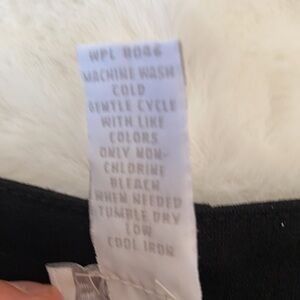 WPL 8046
MACHINE WASH
COLD
GENTLE CYCLE
WITH LIKE
COLORS
ONLY NON-
CHLORINE
BLEACH
WHEN NEEDED
TUMBLE DRY
LOW
COOL IRON